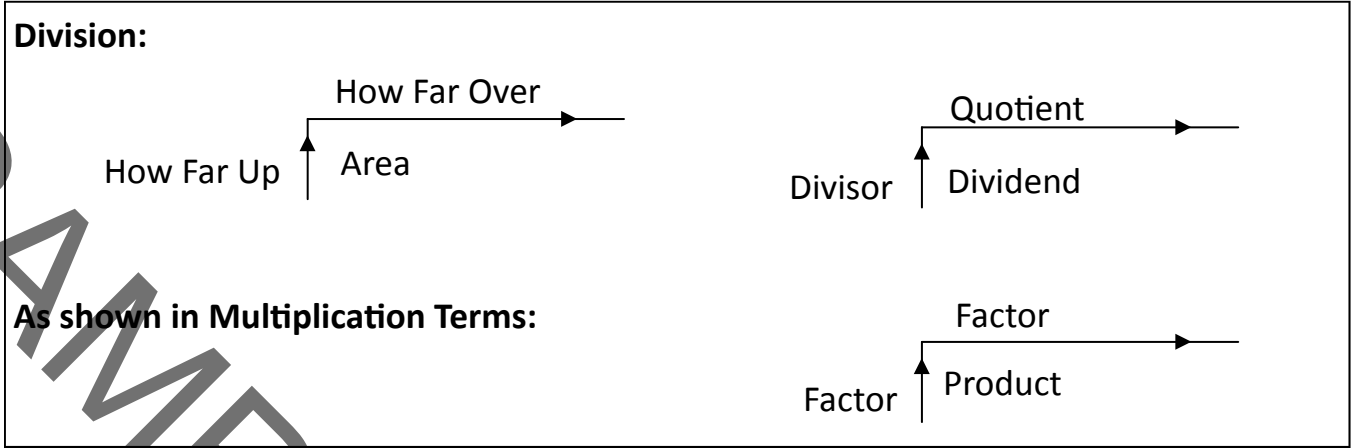 Division:
How Far Over
How Far Up
Area
Quotient
Divisor
Dividend
As shown in Multiplication Terms:
Factor
Factor
Product